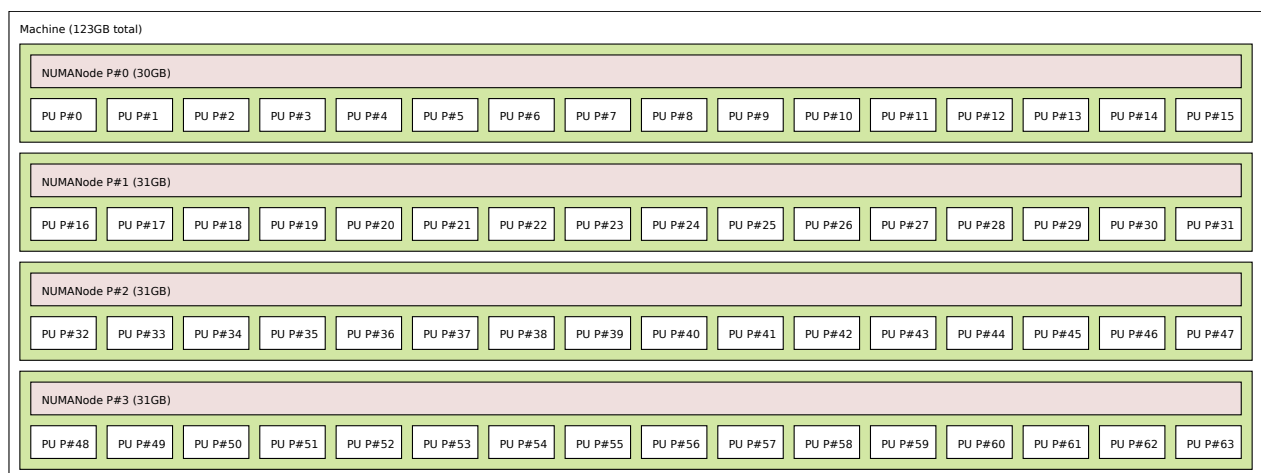 Machine (123GB total)
NUMANode P#0 (30GB)
PU P#0 PU P#1 PU P#2 PU P#3 PU P#4 PU P#5 PU P#6 PU P#7 PU P#8 PU P#9 PU P#10 PU P#11 PU P#12 PU P#13 PU P#14 PU P#15
NUMANode P#1 (31GB)
PU P#16 PU P#17 PU P#18 PU P#19 PU P#20 PU P#21 PU P#22 PU P#23 PU P#24 PU P#25 PU P#26 PU P#27 PU P#28 PU P#29 PU P#30 PU P#31
NUMANode P#2 (31GB)
PU P#32 PU P#33 PU P#34 PU P#35 PU P#36 PU P#37 PU P#38 PU P#39 PU P#40 PU P#41 PU P#42 PU P#43 PU P#44 PU P#45 PU P#46 PU P#47
NUMANode P#3 (31GB)
PU P#48 PU P#49 PU P#50 PU P#51 PU P#52 PU P#53 PU P#54 PU P#55 PU P#56 PU P#57 PU P#58 PU P#59 PU P#60 PU P#61 PU P#62 PU P#63